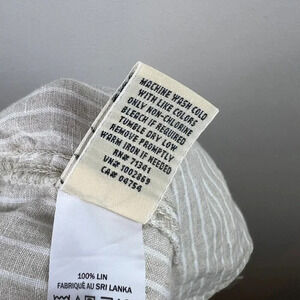 MACHINE WASH COLD
WITH LIKE COLORS
ONLY NON-CHLORINE
BLEACH IF REQUIRED
TUMBLE DRY LOW
REMOVE PROMPTLY
WARM IRON IF NEEDED
RN# 71341
VN# 1002869
CA# 04754
100% LIN
FABRIQUÉ AU SRI LANKA